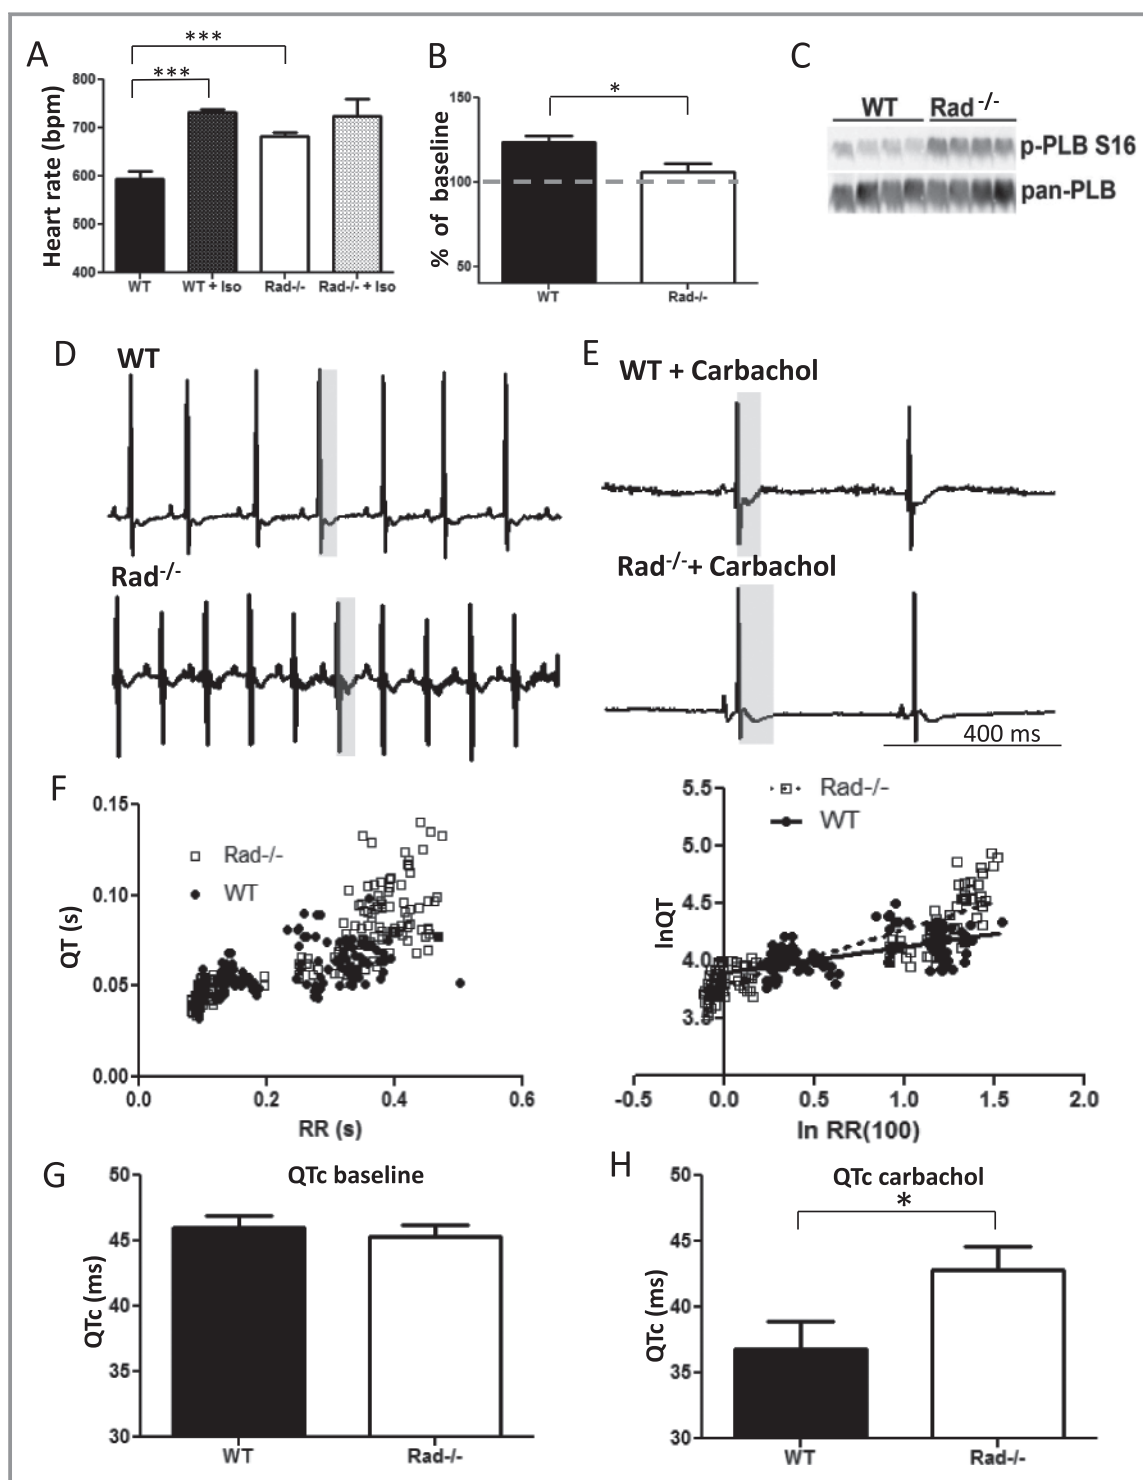 A
***
***
Heart rate (bpm)
800
700
600
500
400
WT
WT + Iso
Rad-/-
Rad-/- + Iso
B
*
% of baseline
150
100
50
WT
Rad-/-
C
WT
Rad -/-
p-PLB S16
pan-PLB
D
WT
Rad-/-
E
WT + Carbachol
Rad-/-+ Carbachol
400 ms
F
QT (s)
0.15
0.10
0.05
0.00
Rad-/-
WT
0.0
0.2
0.4
0.6
RR (s)
lnQT
5.5
5.0
4.5
4.0
3.5
Rad-/-
WT
-0.5
0.0
0.5
1.0
1.5
2.0
ln RR(100)
G
QTc baseline
QTc (ms)
50
45
40
35
30
WT
Rad-/-
H
QTc carbachol
*
QTc (ms)
50
45
40
35
30
WT
Rad-/-